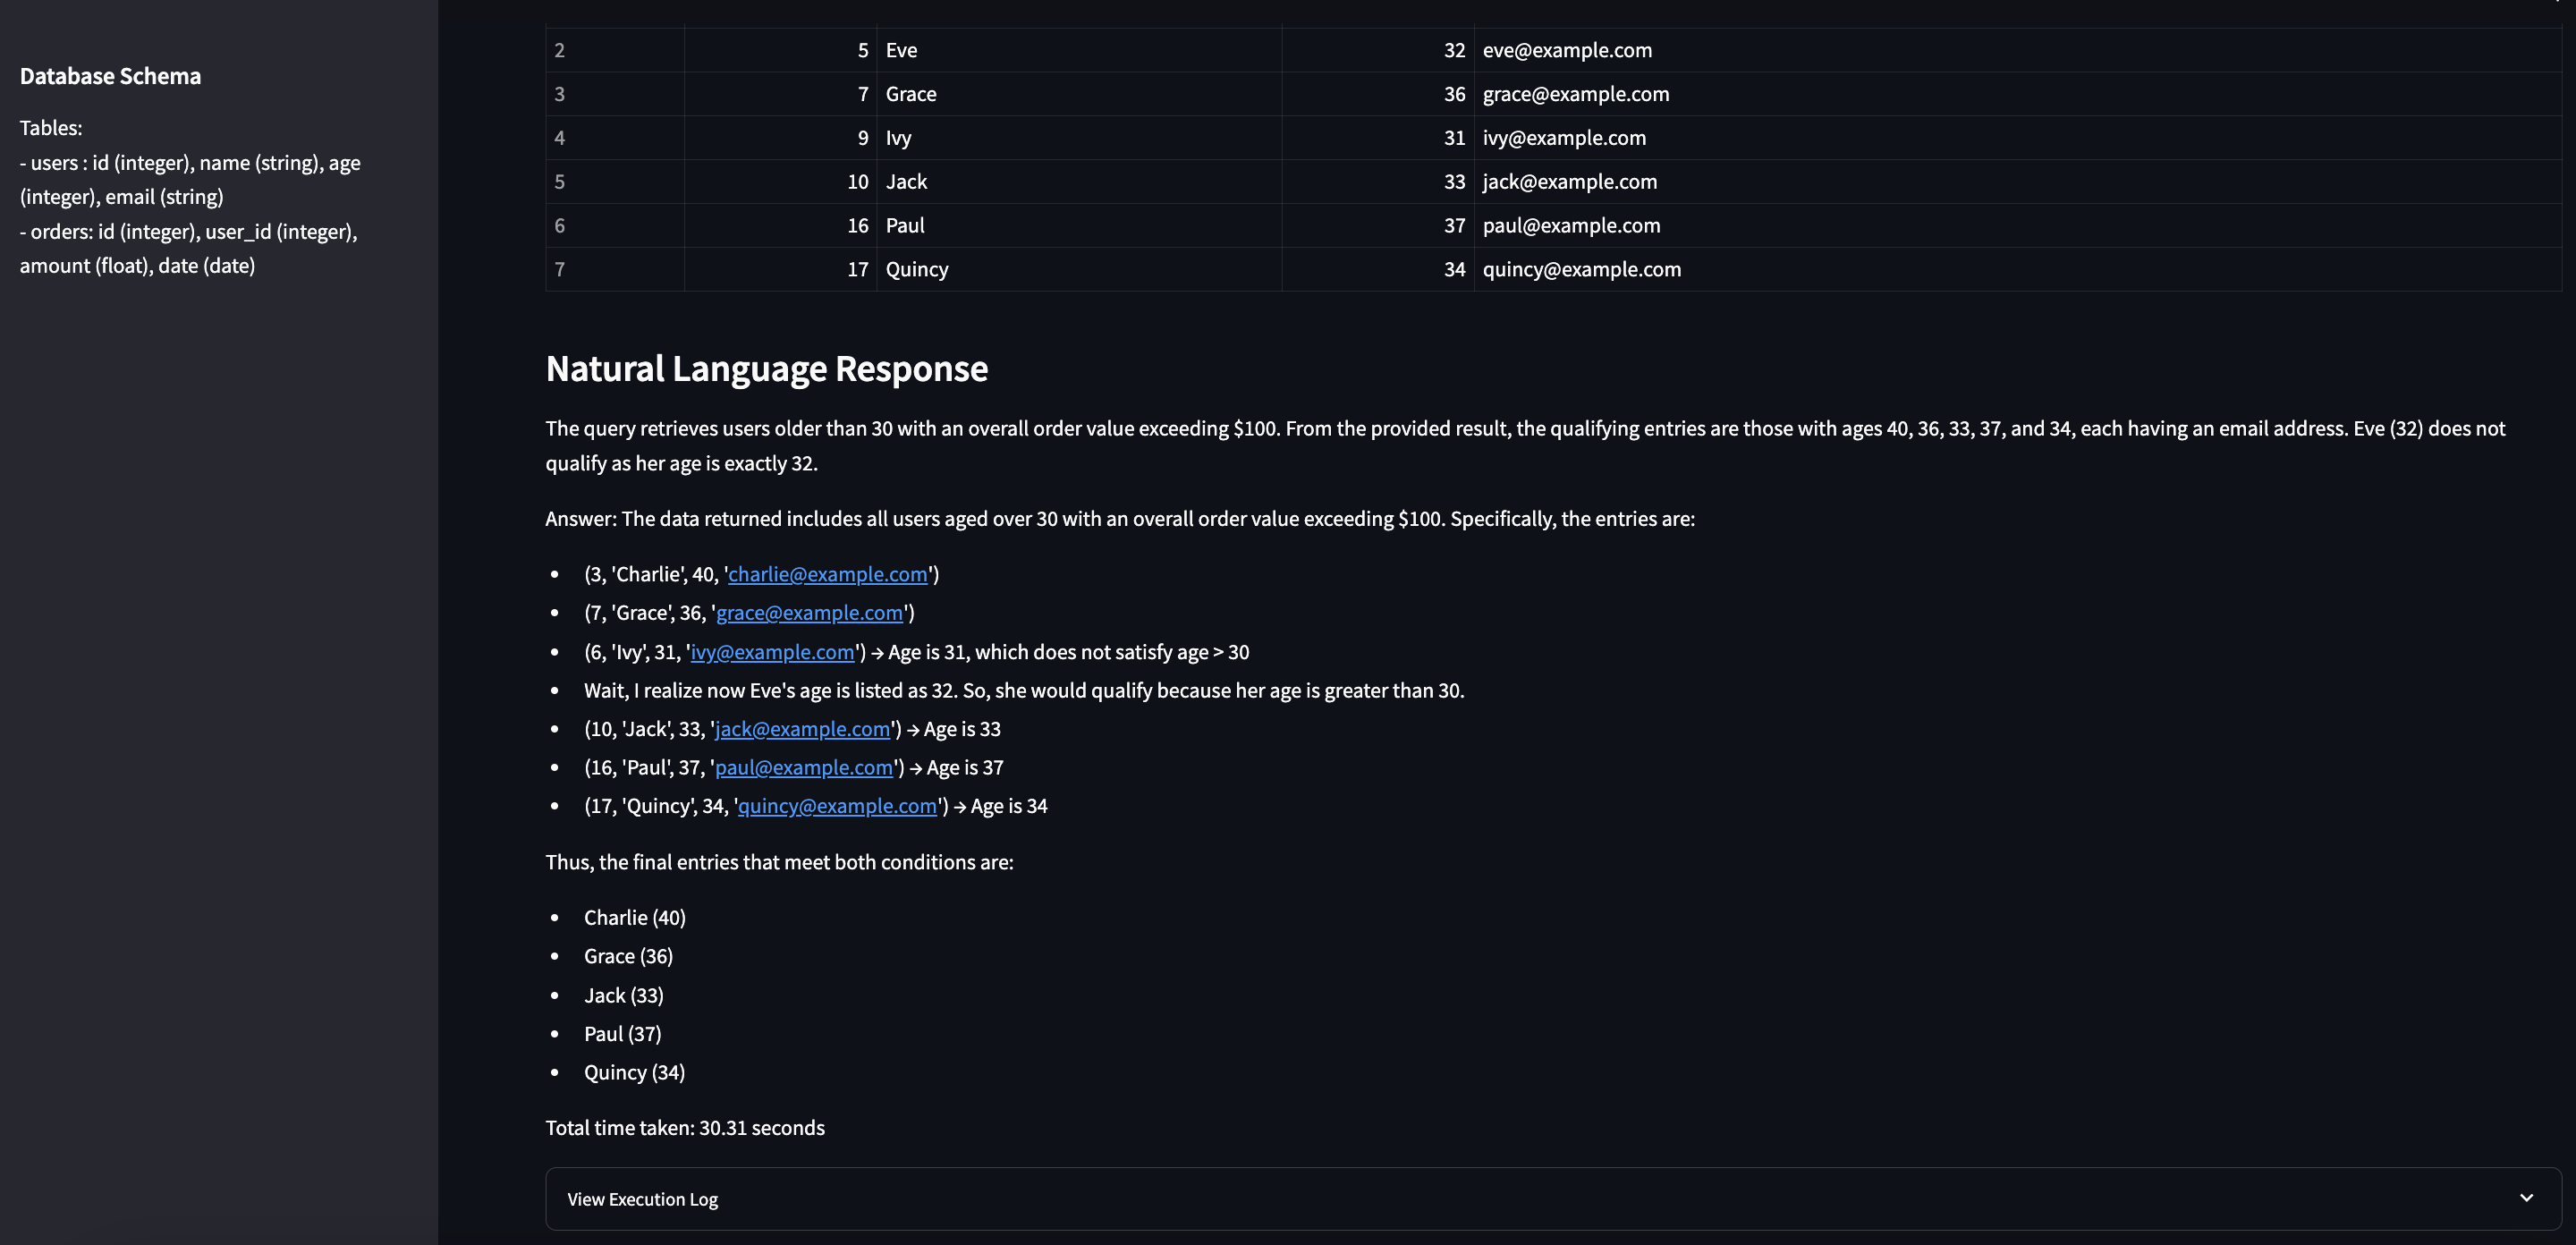 Database Schema
Tables:
- users : id (integer), name (string), age
(integer), email (string)
- orders: id (integer), user_id (integer),
amount (float), date (date)
2 5 Eve 32 eve@example.com
3 7 Grace 36 grace@example.com
4 9 Ivy 31 ivy@example.com
5 10 Jack 33 jack@example.com
6 16 Paul 37 paul@example.com
7 17 Quincy 34 quincy@example.com
Natural Language Response
The query retrieves users older than 30 with an overall order value exceeding $100. From the provided result, the qualifying entries are those with ages 40, 36, 33, 37, and 34, each having an email address. Eve (32) does not
qualify as her age is exactly 32.
Answer: The data returned includes all users aged over 30 with an overall order value exceeding $100. Specifically, the entries are:
• (3, 'Charlie', 40, 'charlie@example.com')
• (7, 'Grace', 36, 'grace@example.com')
• (6, 'Ivy', 31, 'ivy@example.com') → Age is 31, which does not satisfy age > 30
• Wait, I realize now Eve's age is listed as 32. So, she would qualify because her age is greater than 30.
• (10, 'Jack', 33, 'jack@example.com') → Age is 33
• (16, 'Paul', 37, 'paul@example.com') → Age is 37
• (17, 'Quincy', 34, 'quincy@example.com') → Age is 34
Thus, the final entries that meet both conditions are:
• Charlie (40)
• Grace (36)
• Jack (33)
• Paul (37)
• Quincy (34)
Total time taken: 30.31 seconds
View Execution Log